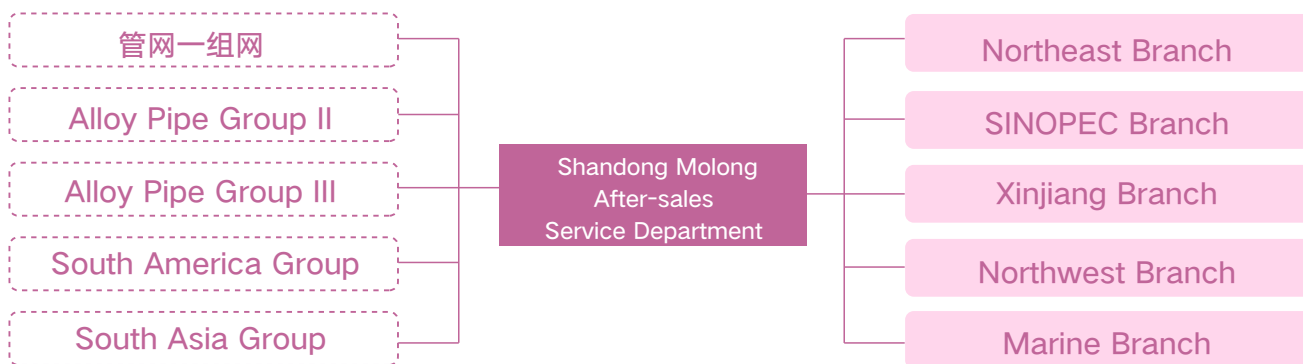 管网一组网
Alloy Pipe Group II
Alloy Pipe Group III
South America Group
South Asia Group
Shandong Molong
After-sales
Service Department
Northeast Branch
SINOPEC Branch
Xinjiang Branch
Northwest Branch
Marine Branch